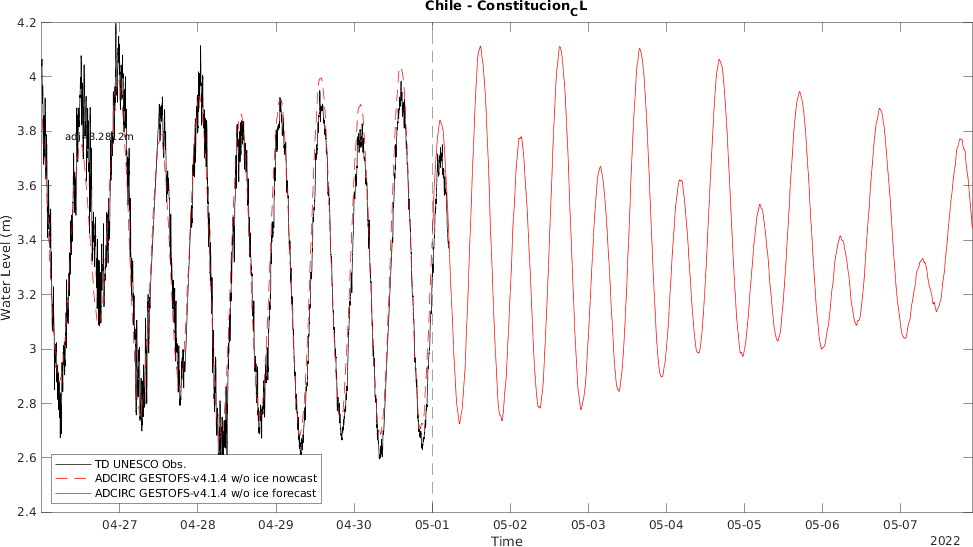 Chile - Constitucion_CL
4.2
4
3.8
3.6
3.4
3.2
3
2.8
2.6
2.4
Water Level (m)
TD UNESCO Obs.
ADCIRC GESTOFS-v4.1.4 w/o ice nowcast
ADCIRC GESTOFS-v4.1.4 w/o ice forecast
04-27 04-28 04-29 04-30 05-01 05-02 05-03 05-04 05-05 05-06 05-07
Time
2022